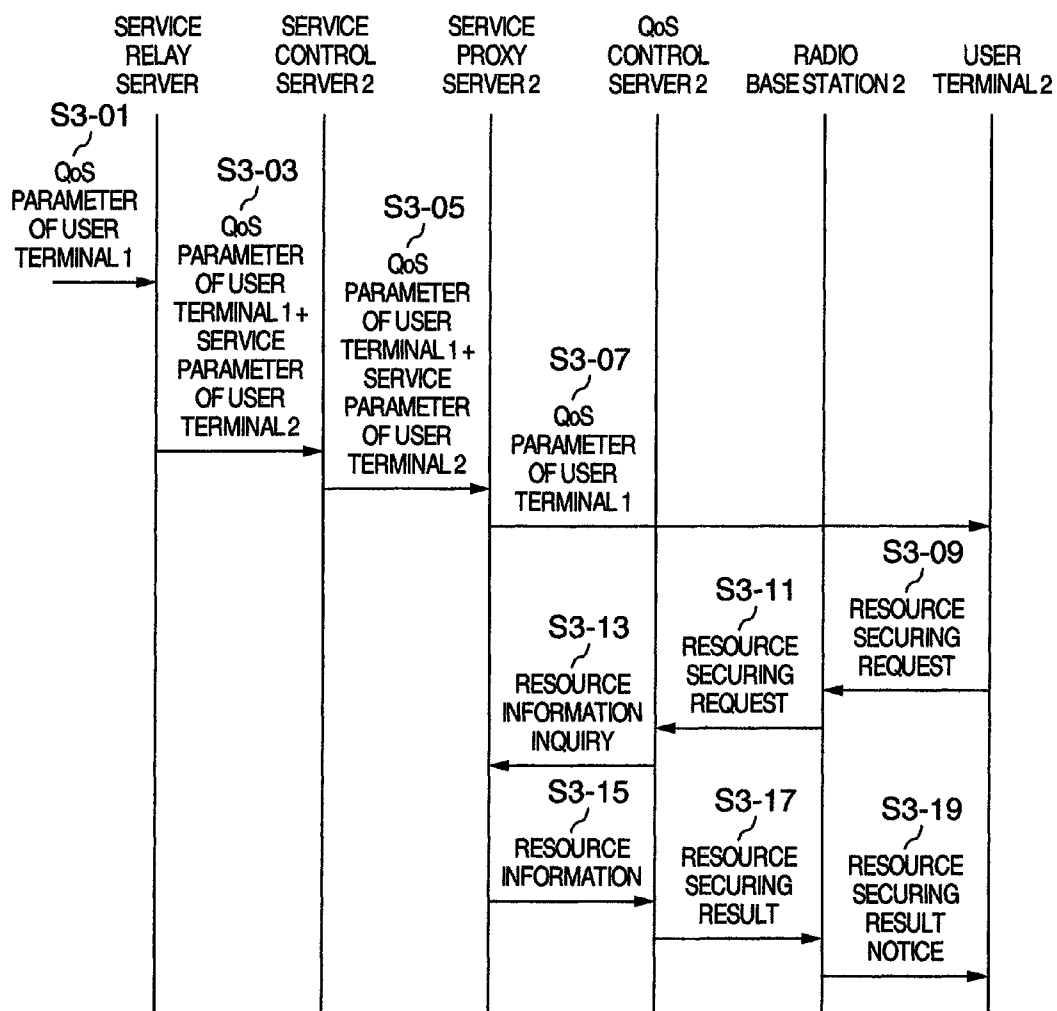 SERVICE
RELAY
SERVER
SERVICE
CONTROL
SERVER 2
SERVICE
PROXY
SERVER 2
QoS
CONTROL
SERVER 2
RADIO
BASE STATION 2
USER
TERMINAL 2
S3-01
QoS
PARAMETER
OF USER
TERMINAL 1
S3-03
QoS
PARAMETER
OF USER
TERMINAL 1 +
SERVICE
PARAMETER
OF USER
TERMINAL 2
S3-05
QoS
PARAMETER
OF USER
TERMINAL 1 +
SERVICE
PARAMETER
OF USER
TERMINAL 2
S3-07
QoS
PARAMETER
OF USER
TERMINAL 1
S3-09
RESOURCE
SECURING
REQUEST
S3-11
RESOURCE
SECURING
REQUEST
S3-13
RESOURCE
INFORMATION
INQUIRY
S3-15
RESOURCE
INFORMATION
S3-17
RESOURCE
SECURING
RESULT
S3-19
RESOURCE
SECURING
RESULT
NOTICE